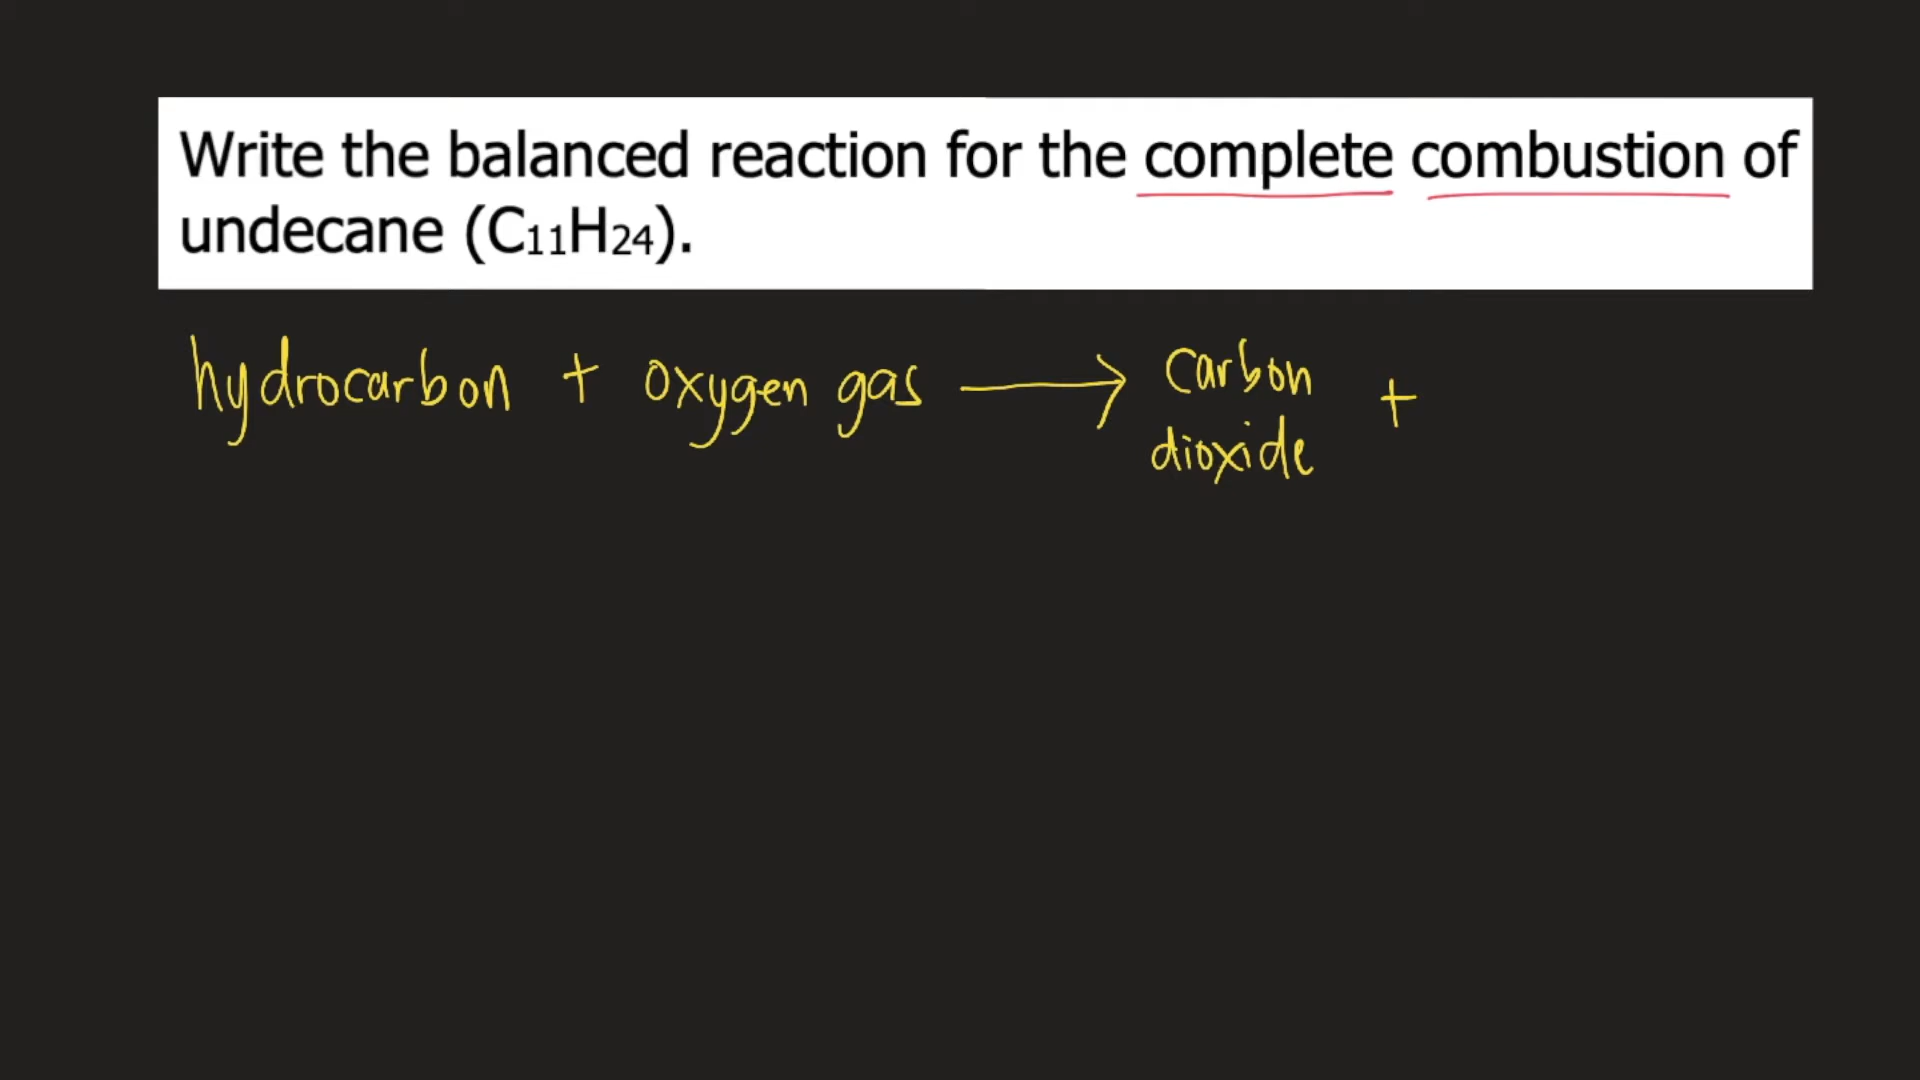 Write the balanced reaction for the complete combustion of
undecane (C₁₁H₂₄).
hydrocarbon + oxygen gas → carbon +
dioxide